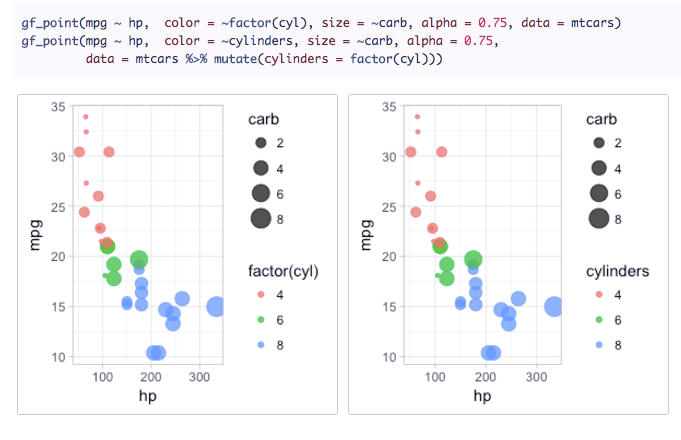 gf_point(mpg ~ hp,  color = ~factor(cyl), size = ~carb, alpha = 0.75, data = mtcars)
gf_point(mpg ~ hp,  color = ~cylinders, size = ~carb, alpha = 0.75,
         data = mtcars %>% mutate(cylinders = factor(cyl)))
35
30
25
20
15
10
mpg
100 200 300
hp
carb
2
4
6
8
factor(cyl)
4
6
8
35
30
25
20
15
10
mpg
100 200 300
hp
carb
2
4
6
8
cylinders
4
6
8